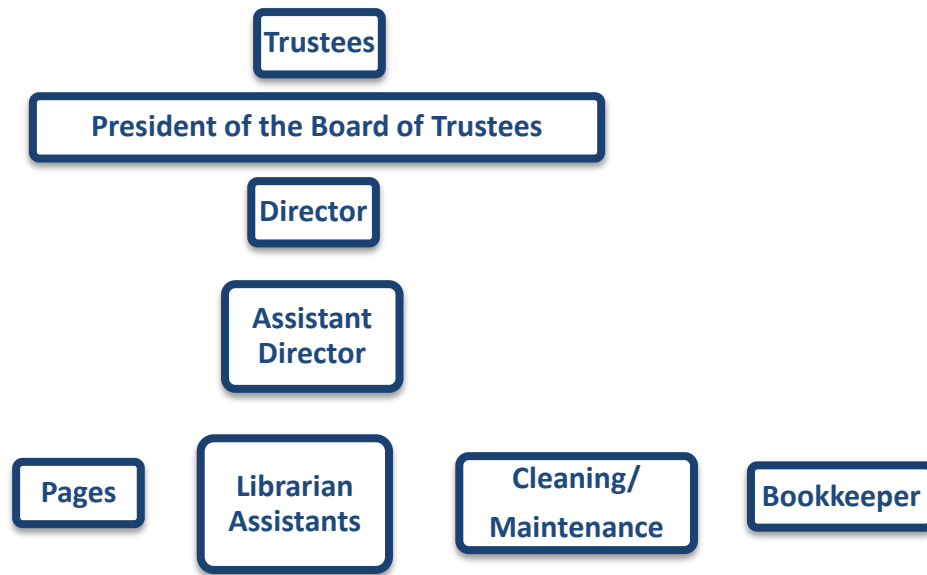 Trustees
President of the Board of Trustees
Director
Assistant
Director
Pages
Librarian
Assistants
Cleaning/
Maintenance
Bookkeeper